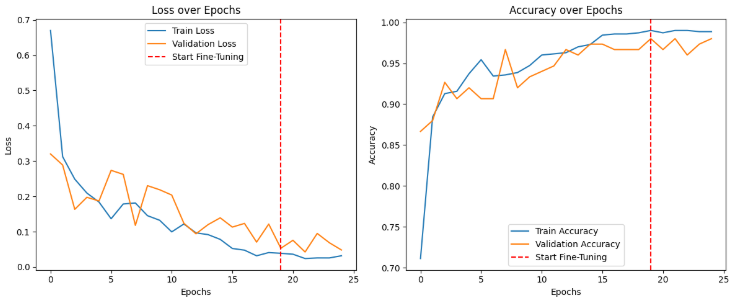 Loss over Epochs
0.7
0.6
0.5
0.4
0.3
0.2
0.1
0.0
Loss
Train Loss
Validation Loss
Start Fine-Tuning
0 5 10 15 20 25
Epochs
Accuracy over Epochs
1.00
0.95
0.90
0.85
0.80
0.75
0.70
Accuracy
Train Accuracy
Validation Accuracy
Start Fine-Tuning
0 5 10 15 20 25
Epochs